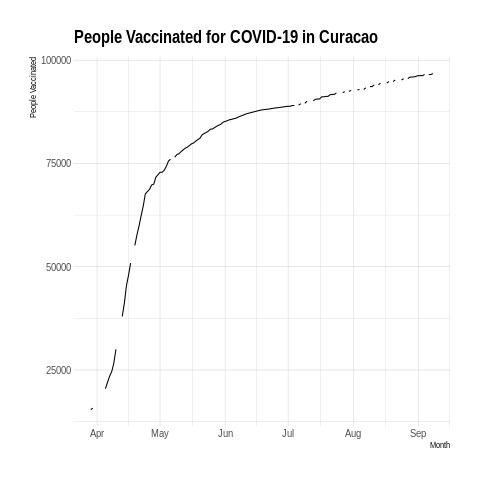 People Vaccinated for COVID-19 in Curacao
People Vaccinated
100000
75000
50000
25000
Apr May Jun Jul Aug Sep
Month